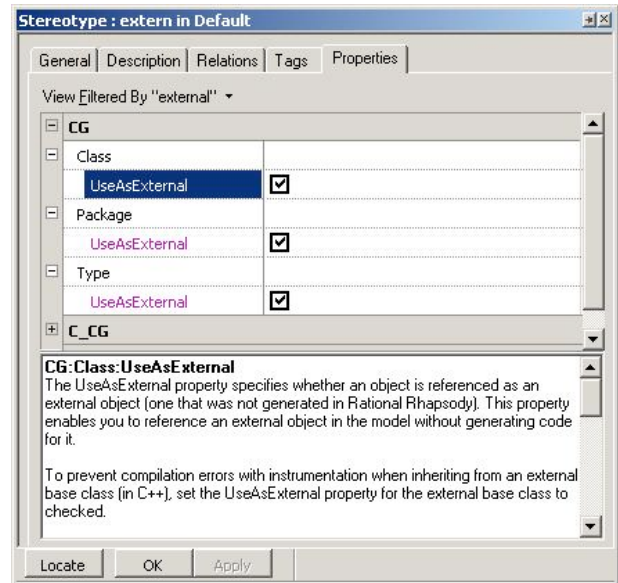 Stereotype : extern in Default
General Description Relations Tags Properties
View Filtered By "external"
CG
Class
UseAsExternal
Package
UseAsExternal
Type
UseAsExternal
C_CG
CG:Class:UseAsExternal
The UseAsExternal property specifies whether an object is referenced as an
external object (one that was not generated in Rational Rhapsody). This property
enables you to reference an external object in the model without generating code
for it.
To prevent compilation errors with instrumentation when inheriting from an external
base class (in C++), set the UseAsExternal property for the external base class to
checked.
Locate OK Apply